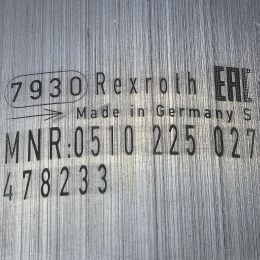 7930 Rexroth EAC
Made in Germany S
MNR:0510 225 027
478233